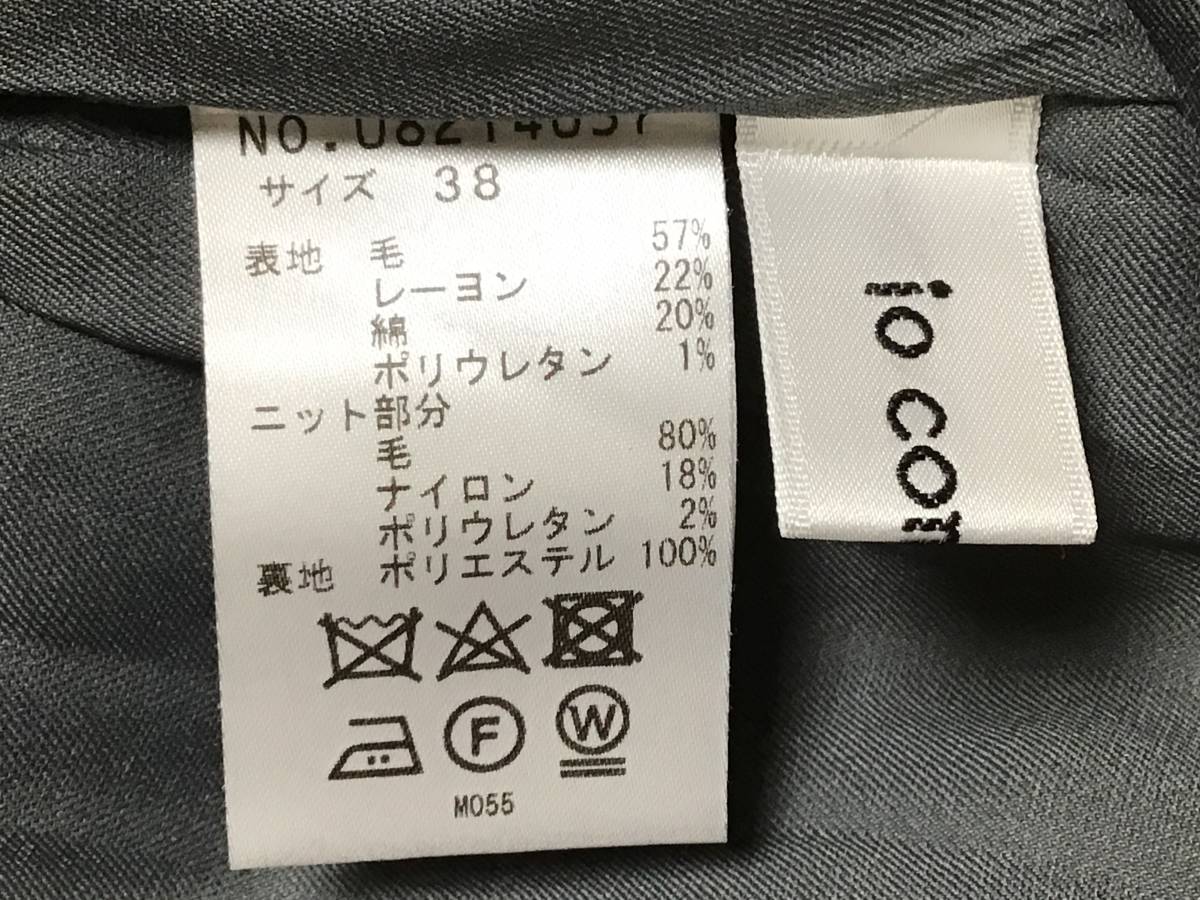 サイズ 38
表地 毛 57%
レーヨン 22%
綿 20%
ポリウレタン 1%
ニット部分
毛 80%
ナイロン 18%
ポリウレタン 2%
裏地 ポリエステル 100%
F W
M055
io co